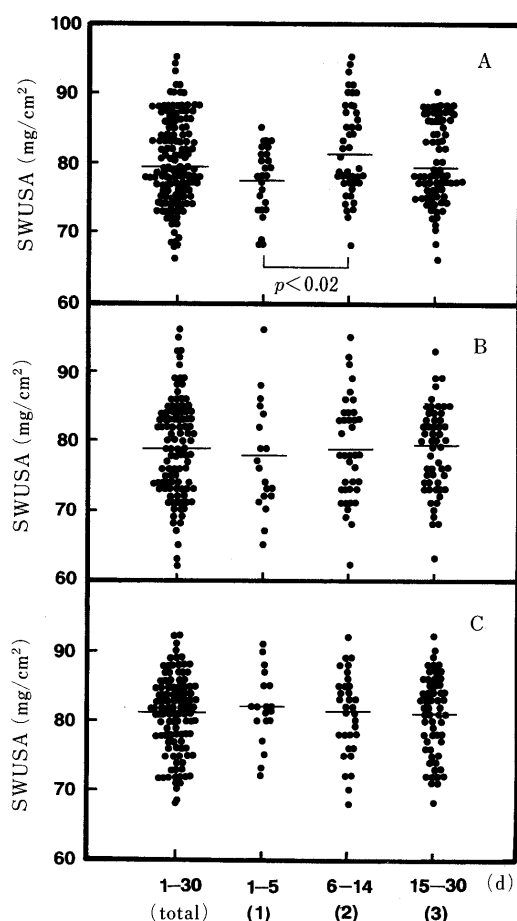 100
A
90
SWUSA (mg/cm²)
80
70
p<0.02
60
B
90
SWUSA (mg/cm²)
80
70
60
C
90
SWUSA (mg/cm²)
80
70
60
1–30 1–5 6–14 15–30 (d)
(total) (1) (2) (3)